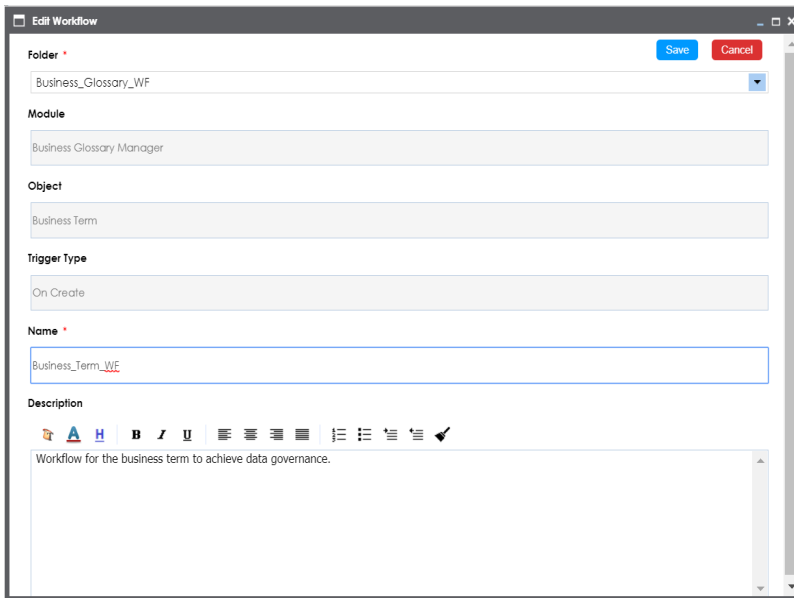 Edit Workflow
Folder *
Save Cancel
Business_Glossary_WF
Module
Business Glossary Manager
Object
Business Term
Trigger Type
On Create
Name *
Business_Term_WF
Description
A H B I U
Workflow for the business term to achieve data governance.